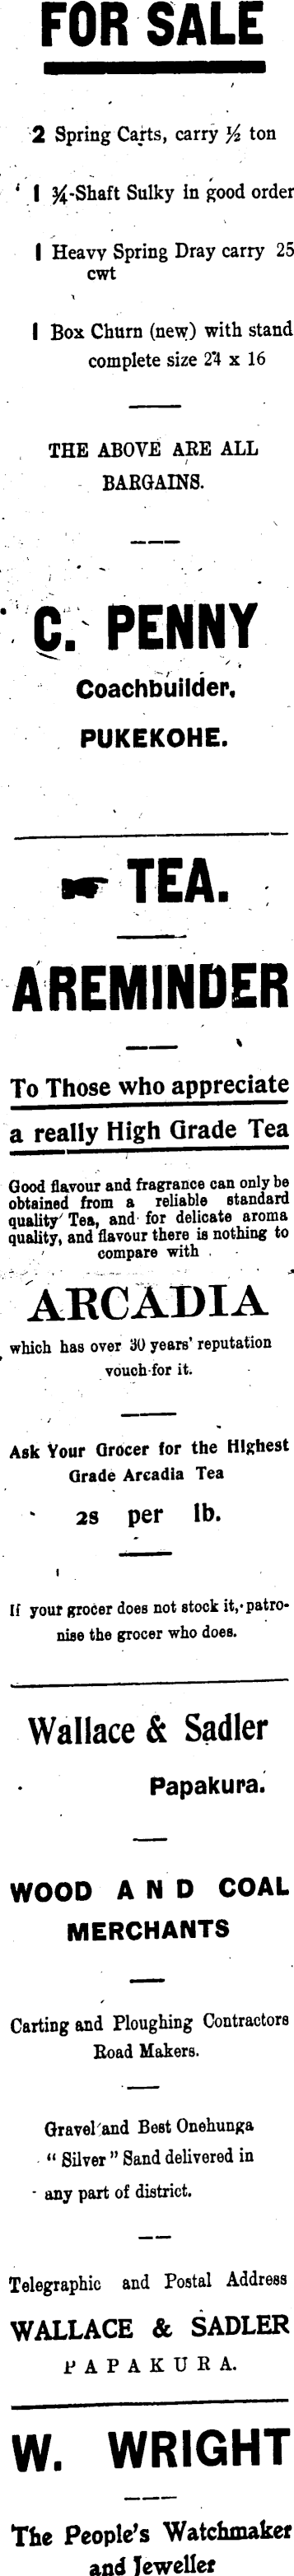 FOR SALE
2 Spring Carts, carry ½ ton
1 ¾-Shaft Sulky in good order
1 Heavy Spring Dray carry 25
cwt
1 Box Churn (new) with stand
complete size 24 x 16
THE ABOVE ARE ALL
BARGAINS.
C. PENNY
Coachbuilder,
PUKEKOHE.
☛ TEA.
A REMINDER
To Those who appreciate
a really High Grade Tea
Good flavour and fragrance can only be
obtained from a reliable standard
quality Tea, and for delicate aroma
quality, and flavour there is nothing to
compare with
ARCADIA
which has over 30 years' reputation
vouch for it.
Ask Your Grocer for the Highest
Grade Arcadia Tea
2s per lb.
If your grocer does not stock it, patro-
nise the grocer who does.
Wallace & Sadler
Papakura.
WOOD AND COAL
MERCHANTS
Carting and Ploughing Contractors
Road Makers.
Gravel and Best Onehunga
" Silver " Sand delivered in
any part of district.
Telegraphic and Postal Address
WALLACE & SADLER
PAPAKURA.
W. WRIGHT
The People's Watchmaker
and Jeweller